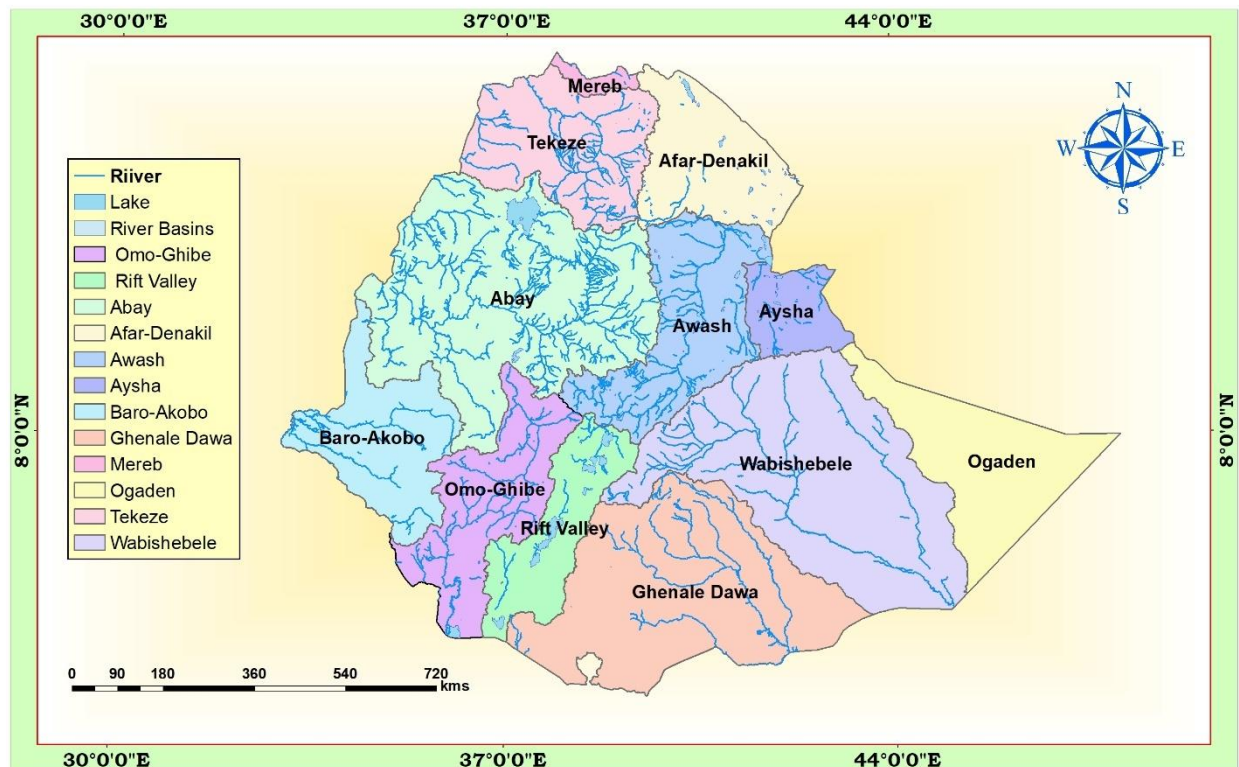 30°0'0"E
37°0'0"E
44°0'0"E
N
W
E
S
Mereb
Tekeze
Afar-Denakil
Riiver
Lake
River Basins
Omo-Ghibe
Rift Valley
Abay
Afar-Denakil
Awash
Aysha
Baro-Akobo
Ghenale Dawa
Mereb
Ogaden
Tekeze
Wabishebele
Abay
Awash
Aysha
8°0'0"N
8°0'0"N
Baro-Akobo
Omo-Ghibe
Rift Valley
Wabishebele
Ogaden
Ghenale Dawa
0 90 180 360 540 720
kms
30°0'0"E
37°0'0"E
44°0'0"E